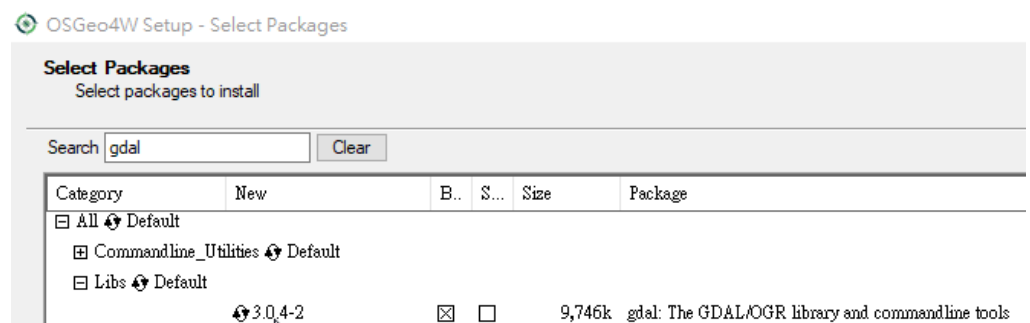 OSGeo4W Setup - Select Packages
Select Packages
Select packages to install
Search gdal Clear
Category New B.. S... Size Package
All Default
Commandline_Utilities Default
Libs Default
3.0.4-2 9,746k gdal: The GDAL/OGR library and commandline tools